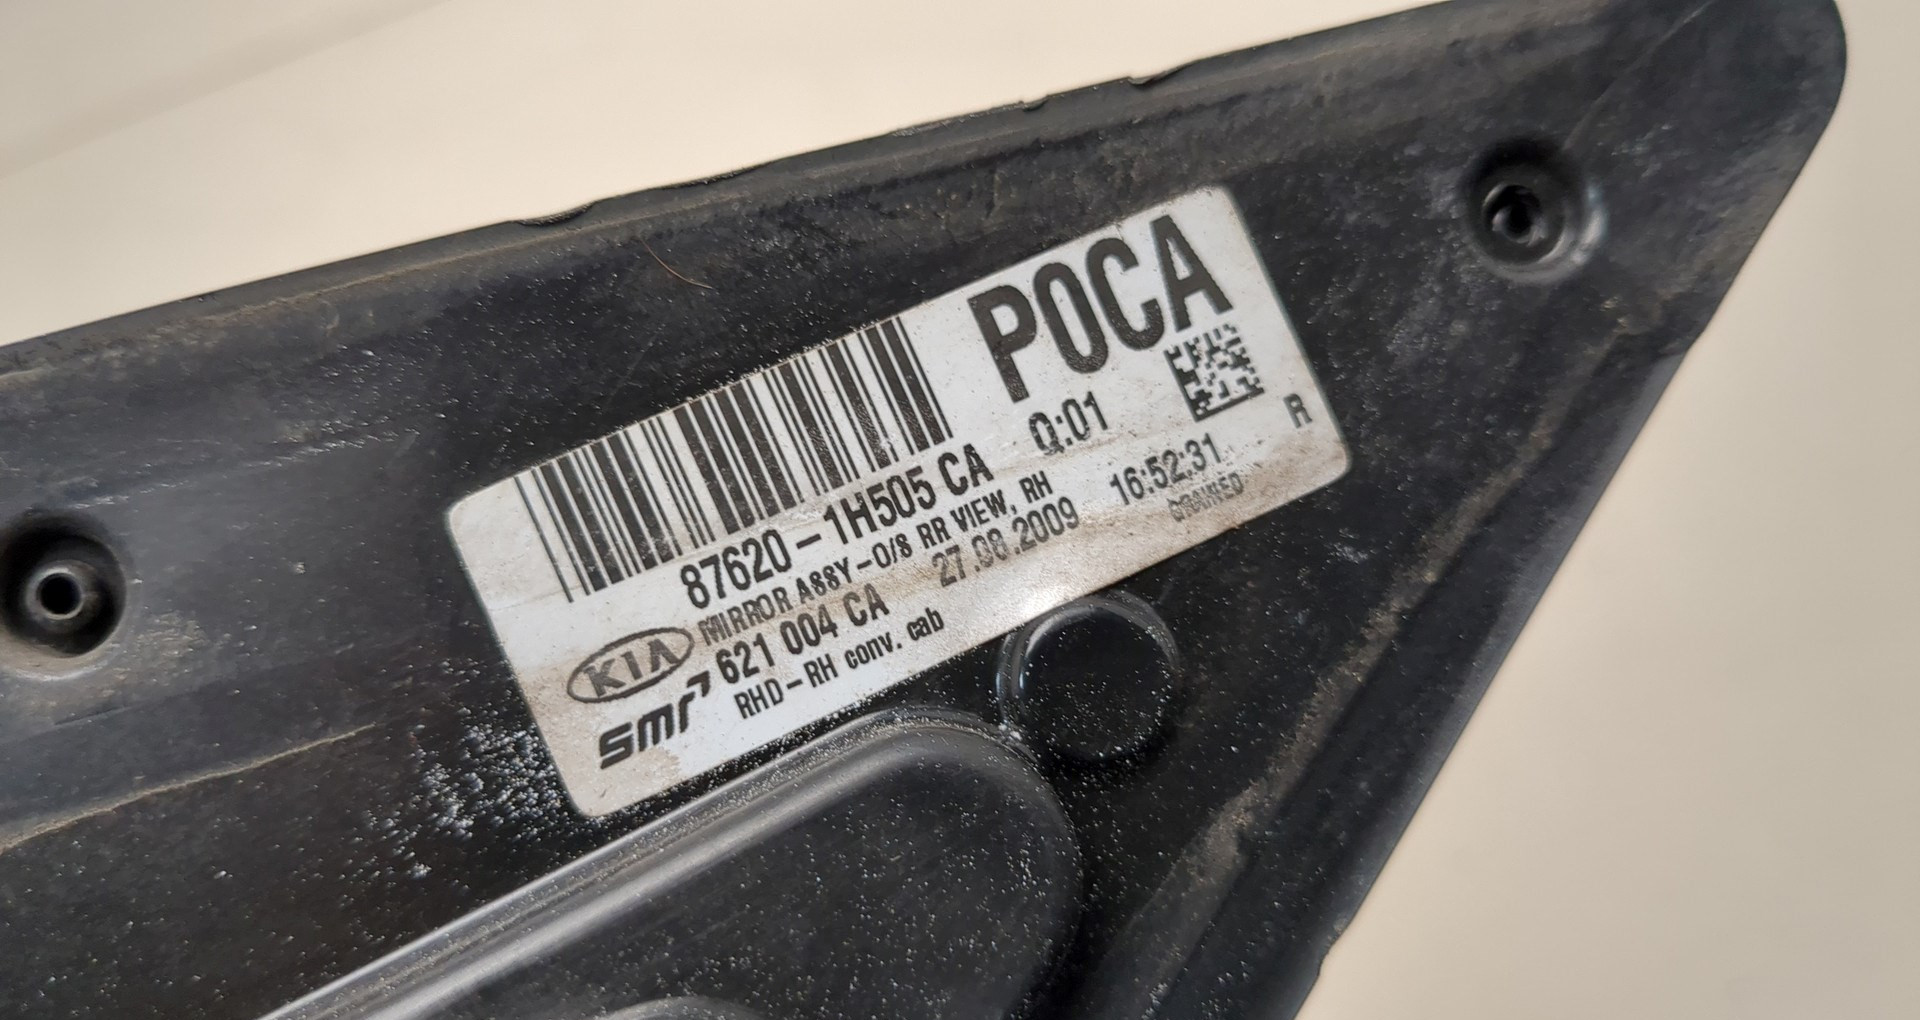 P0CA
87620-1H505 CA Q:01
MIRROR ASSY-O/S RR VIEW, RH
R
KIA 621 004 CA 27.08.2009 16:52:31
smr RHD-RH conv. cab